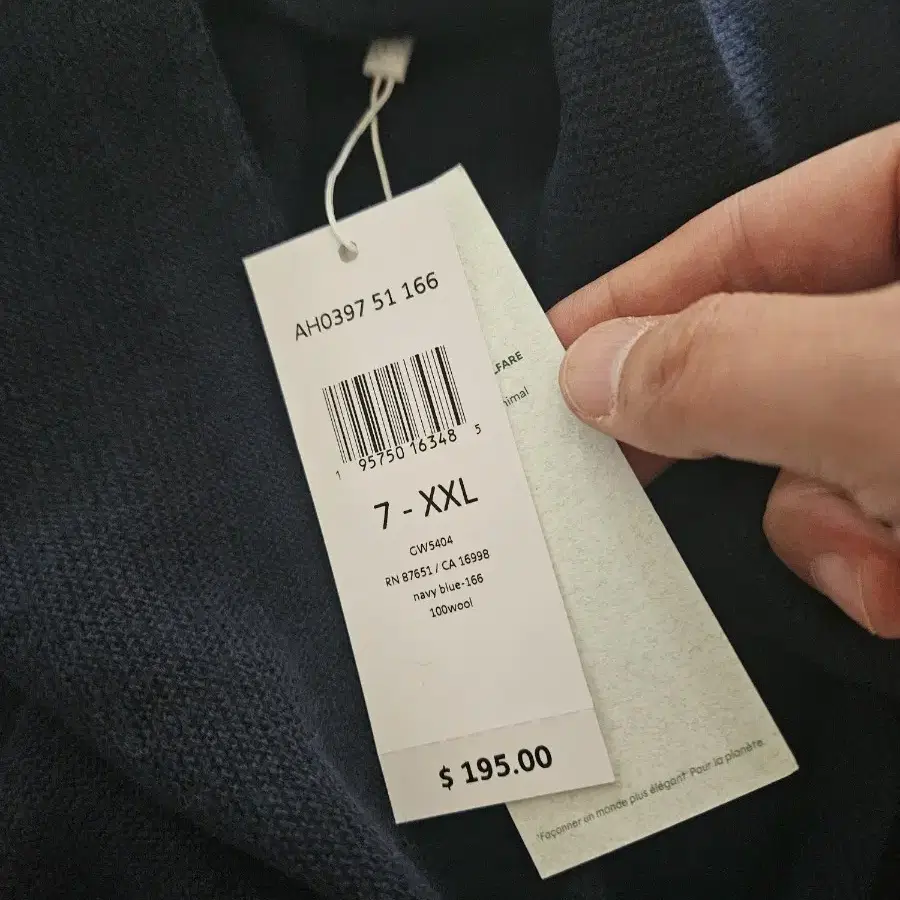 AH0397 51 166
1 95750 16348 5
7 - XXL
GW5404
RN 87651 / CA 16998
navy blue-166
100wool
$ 195.00
LFARE
nimal
*Façonner un monde plus élégant. Pour la planète.